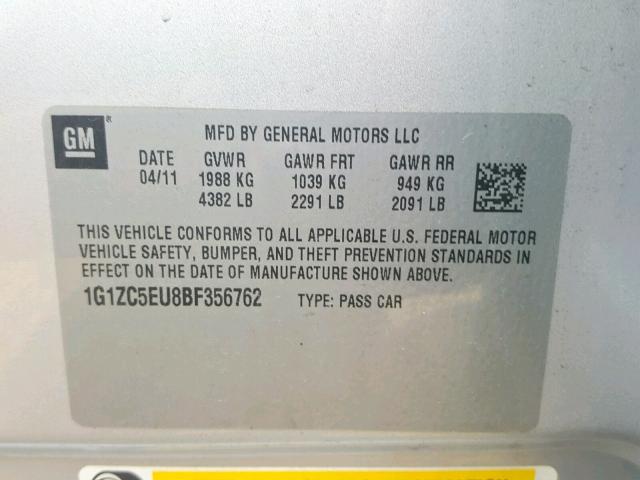 GM ®
MFD BY GENERAL MOTORS LLC
DATE GVWR GAWR FRT GAWR RR
04/11 1988 KG 1039 KG 949 KG
4382 LB 2291 LB 2091 LB
THIS VEHICLE CONFORMS TO ALL APPLICABLE U.S. FEDERAL MOTOR
VEHICLE SAFETY, BUMPER, AND THEFT PREVENTION STANDARDS IN
EFFECT ON THE DATE OF MANUFACTURE SHOWN ABOVE.
1G1ZC5EU8BF356762 TYPE: PASS CAR